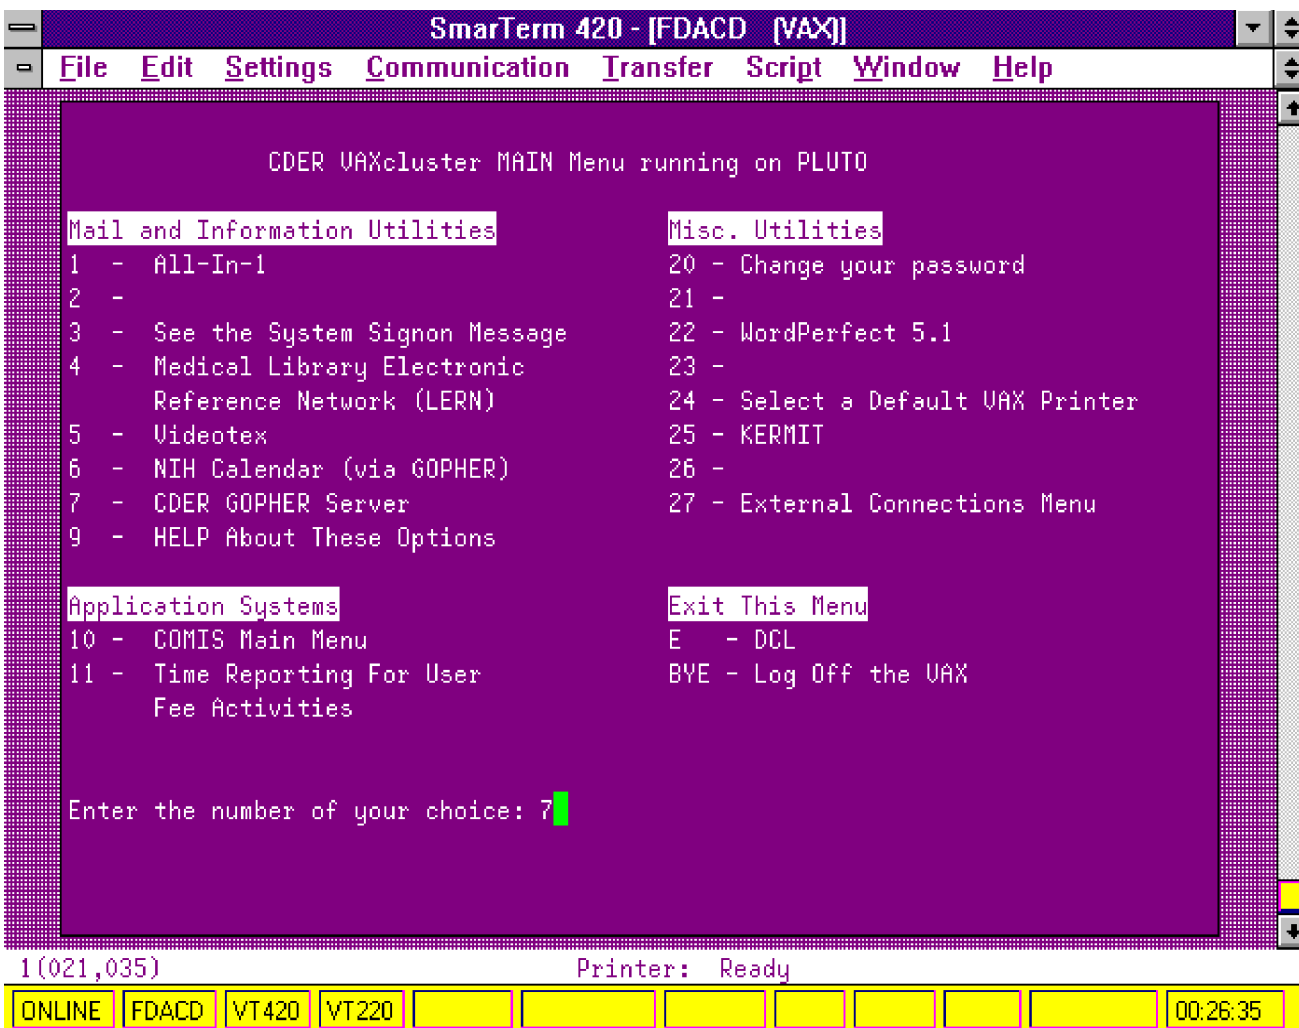 SmarTerm 420 - [FDACD [VAX]]
File Edit Settings Communication Transfer Script Window Help
CDER VAXcluster MAIN Menu running on PLUTO
Mail and Information Utilities
1 - All-In-1
2 -
3 - See the System Signon Message
4 - Medical Library Electronic
Reference Network (LERN)
5 - Videotex
6 - NIH Calendar (via GOPHER)
7 - CDER GOPHER Server
9 - HELP About These Options
Misc. Utilities
20 - Change your password
21 -
22 - WordPerfect 5.1
23 -
24 - Select a Default VAX Printer
25 - KERMIT
26 -
27 - External Connections Menu
Application Systems
10 - COMIS Main Menu
11 - Time Reporting For User
Fee Activities
Exit This Menu
E - DCL
BYE - Log Off the VAX
Enter the number of your choice: 7
1(021,035) Printer: Ready
ONLINE FDACD VT420 VT220 00:26:35